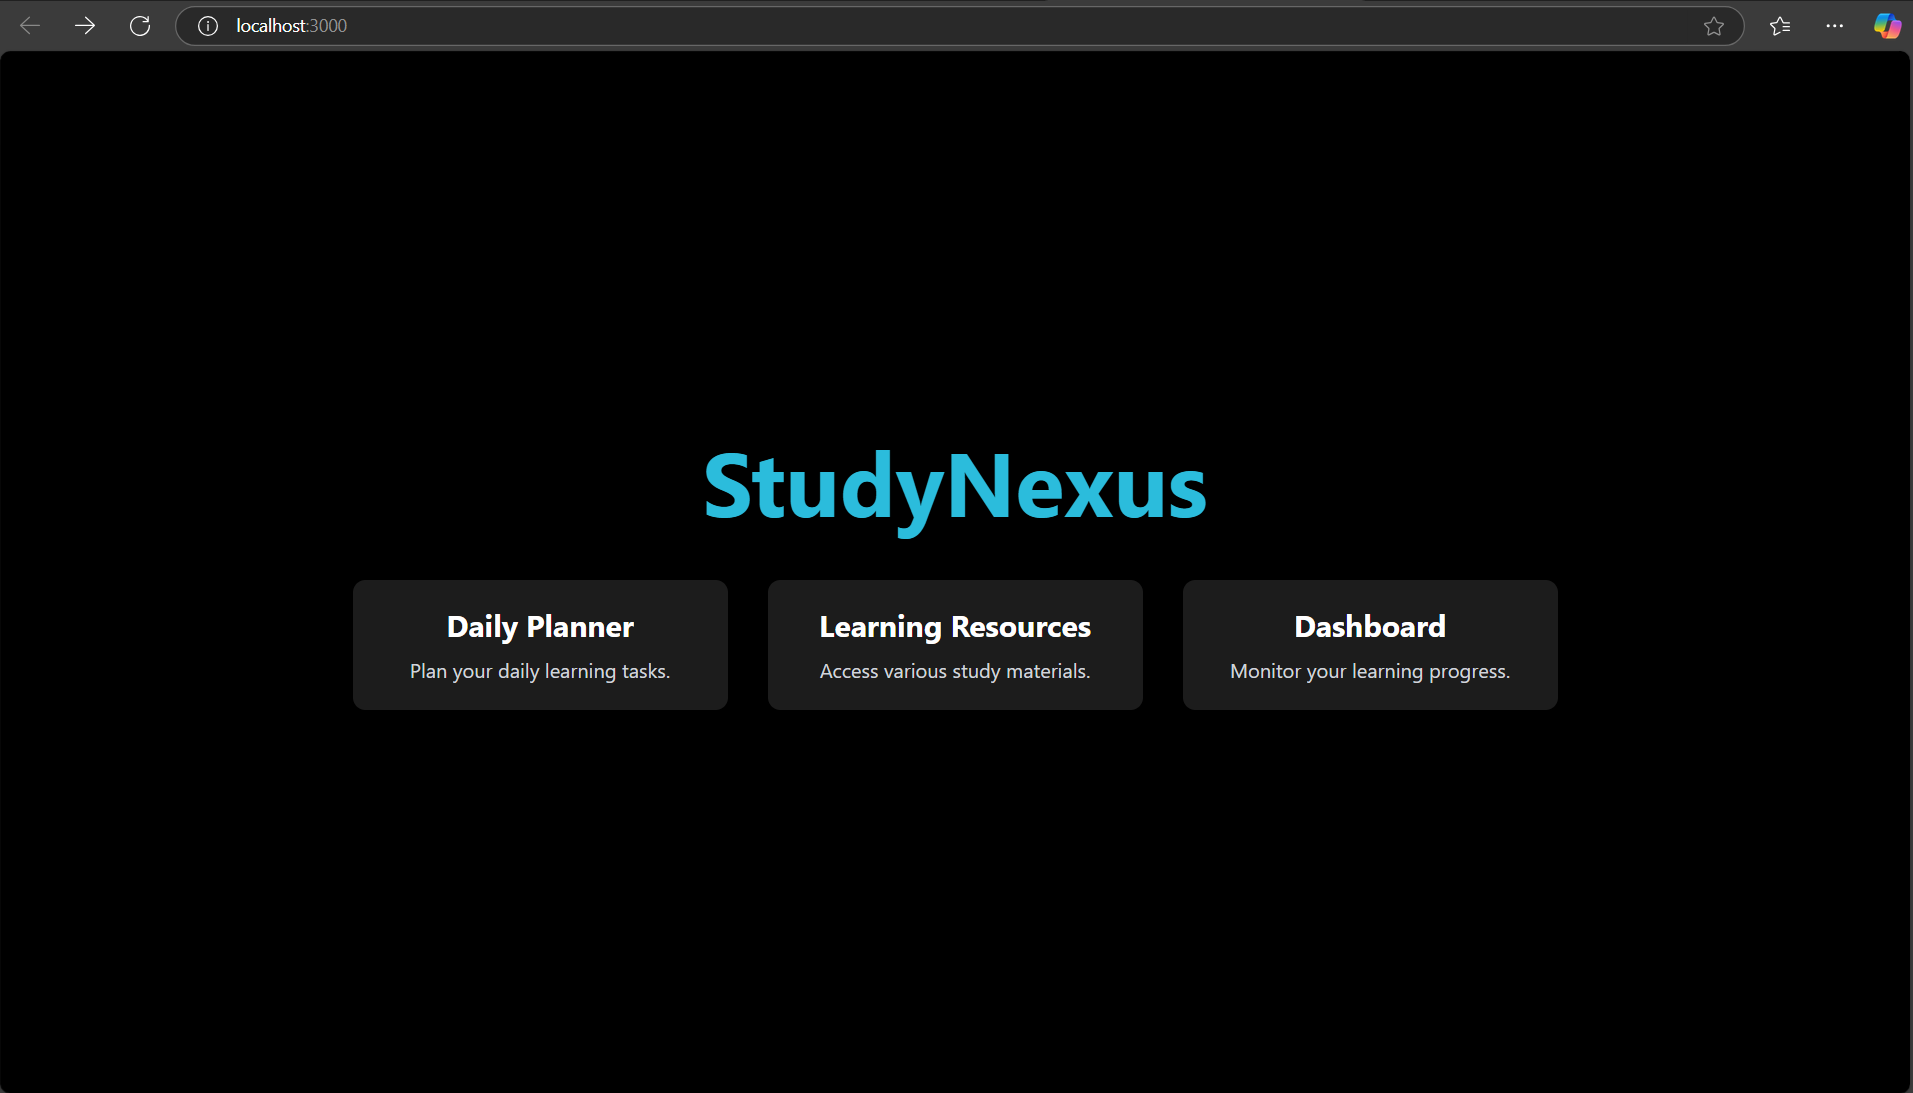 localhost:3000
StudyNexus
Daily Planner
Plan your daily learning tasks.
Learning Resources
Access various study materials.
Dashboard
Monitor your learning progress.